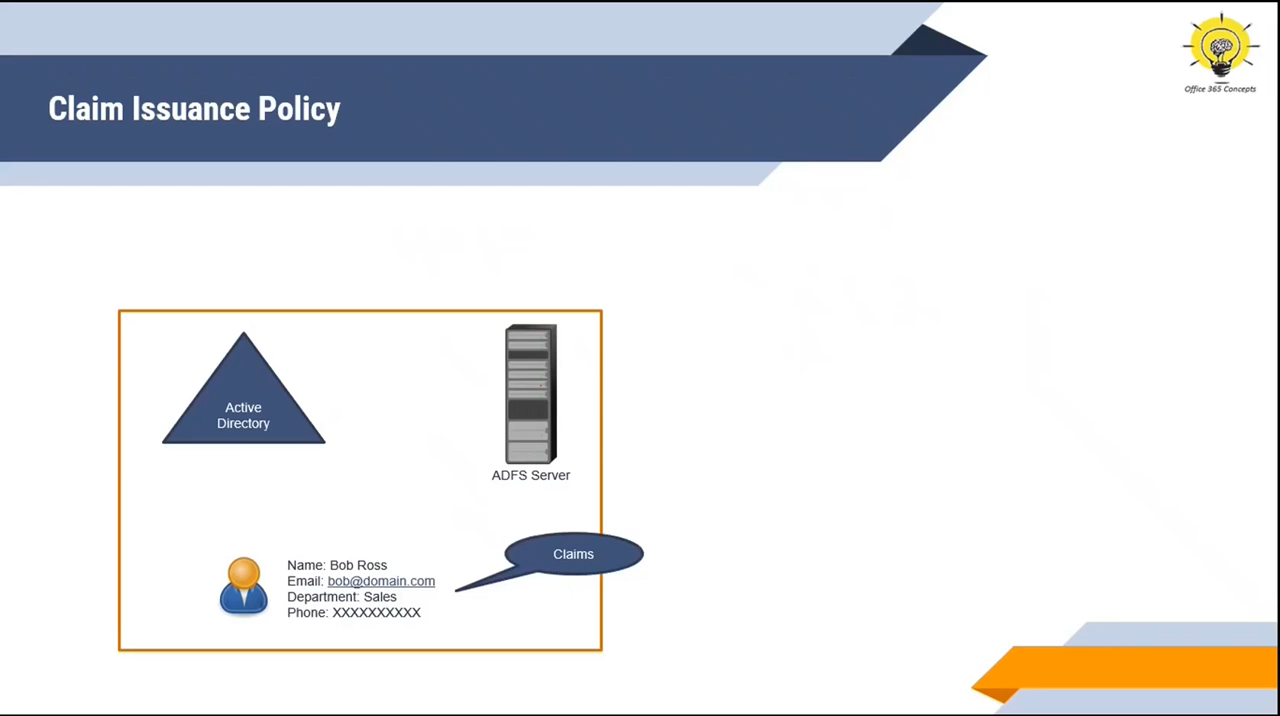 Claim Issuance Policy
Office 365 Concepts
Active
Directory
ADFS Server
Claims
Name: Bob Ross
Email: bob@domain.com
Department: Sales
Phone: XXXXXXXXXX